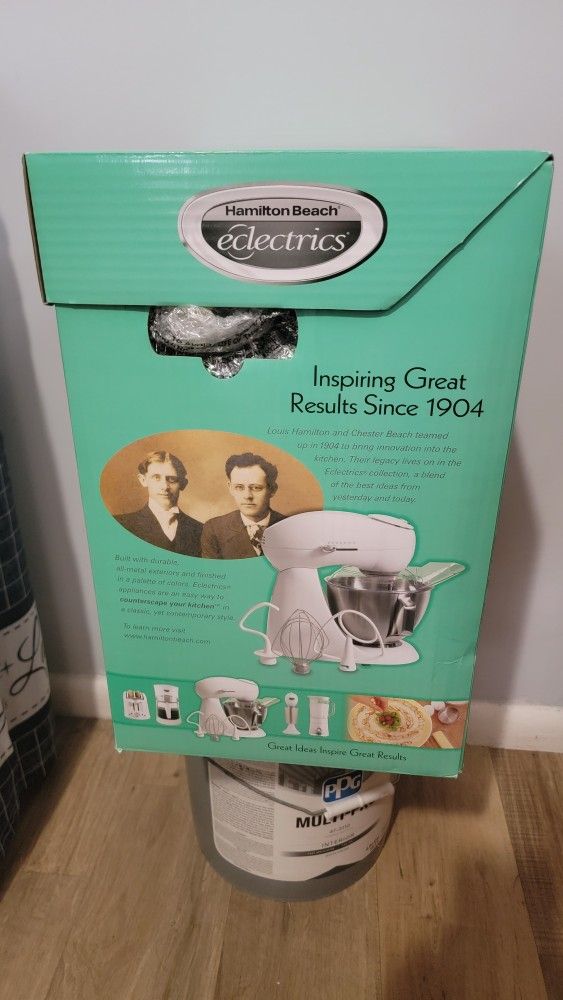 Hamilton Beach®
eclectrics®
Inspiring Great
Results Since 1904
Louis Hamilton and Chester Beach teamed
up in 1904 to bring innovation into the
kitchen. Their legacy lives on in the
Eclectrics® collection, a blend
of the best ideas from
yesterday and today.
Built with durable,
all-metal exteriors and finished
in a palette of colors, Eclectrics®
appliances are an easy way to
counterscape your kitchen™ in
a classic, yet contemporary style.
To learn more visit
www.hamiltonbeach.com
Great Ideas Inspire Great Results
PPG
MULTI-PRO
INTERIOR